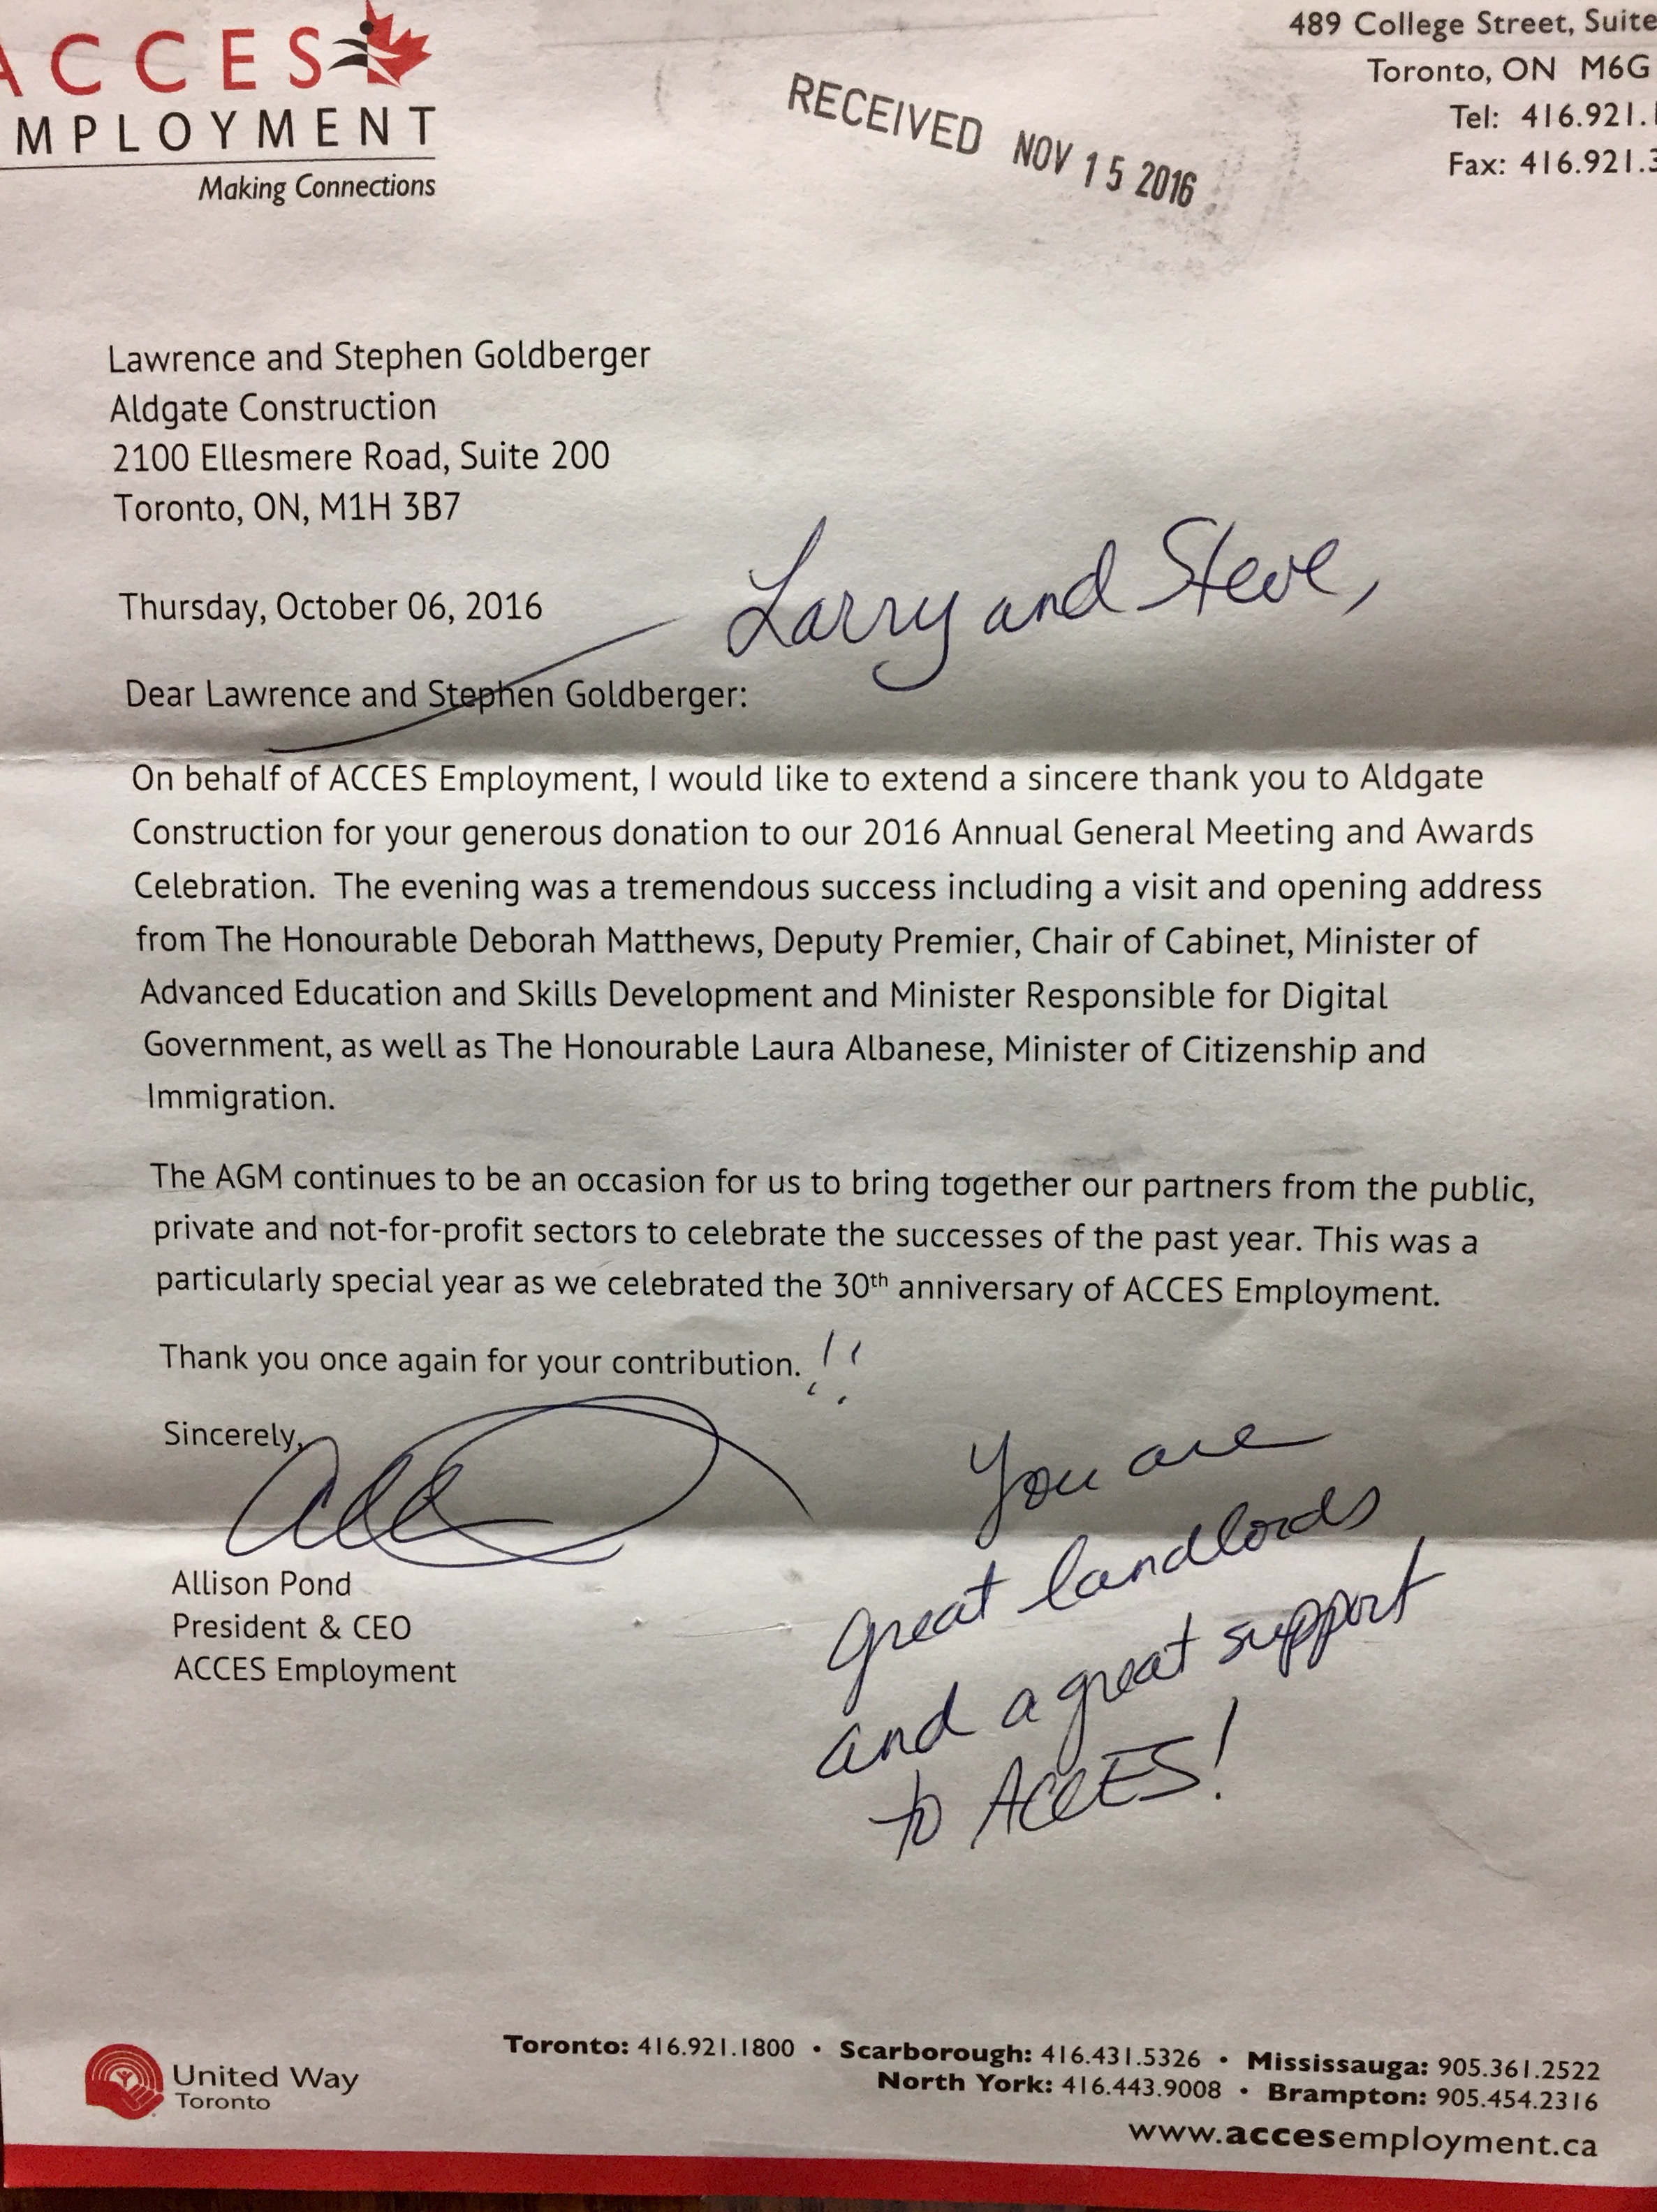 ACCES
MPLOYMENT
Making Connections
489 College Street, Suite
Toronto, ON M6G
Tel: 416.921.
Fax: 416.921.3
RECEIVED NOV 15 2016
Lawrence and Stephen Goldberger
Aldgate Construction
2100 Ellesmere Road, Suite 200
Toronto, ON, M1H 3B7
Thursday, October 06, 2016
Larry and Steve,
Dear Lawrence and Stephen Goldberger:
On behalf of ACCES Employment, I would like to extend a sincere thank you to Aldgate
Construction for your generous donation to our 2016 Annual General Meeting and Awards
Celebration. The evening was a tremendous success including a visit and opening address
from The Honourable Deborah Matthews, Deputy Premier, Chair of Cabinet, Minister of
Advanced Education and Skills Development and Minister Responsible for Digital
Government, as well as The Honourable Laura Albanese, Minister of Citizenship and
Immigration.
The AGM continues to be an occasion for us to bring together our partners from the public,
private and not-for-profit sectors to celebrate the successes of the past year. This was a
particularly special year as we celebrated the 30th anniversary of ACCES Employment.
Thank you once again for your contribution. !!
Sincerely,
Allison Pond
President & CEO
ACCES Employment
You are
great landlords
and a great support
to ACCES!
United Way
Toronto
Toronto: 416.921.1800 • Scarborough: 416.431.5326 • Mississauga: 905.361.2522
North York: 416.443.9008 • Brampton: 905.454.2316
www.accesemployment.ca